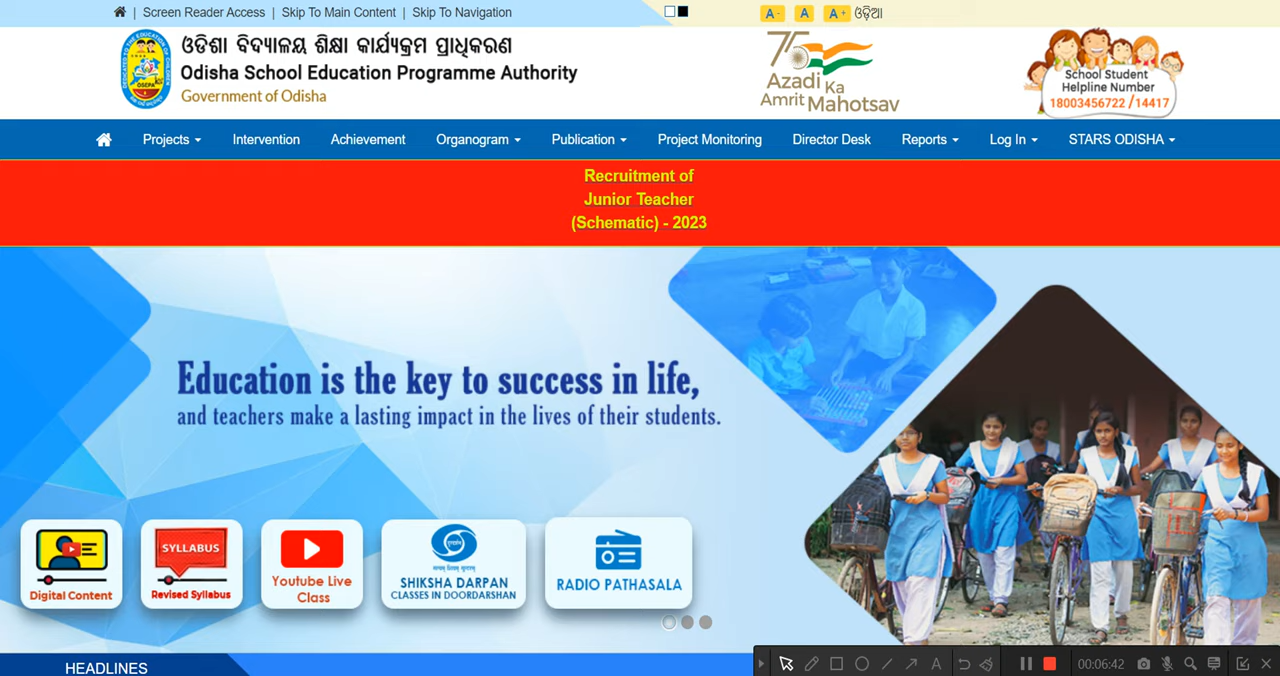 | Screen Reader Access | Skip To Main Content | Skip To Navigation
A - A A + ଓଡ଼ିଆ
ଓଡିଶା ବିଦ୍ୟାଳୟ ଶିକ୍ଷା କାର୍ଯ୍ୟକ୍ରମ ପ୍ରାଧିକରଣ
Odisha School Education Programme Authority
Government of Odisha
OSEPA
75
Azadi Ka
Amrit Mahotsav
School Student
Helpline Number
18003456722 / 14417
Projects Intervention Achievement Organogram Publication Project Monitoring Director Desk Reports Log In STARS ODISHA
Recruitment of
Junior Teacher
(Schematic) - 2023
Education is the key to success in life,
and teachers make a lasting impact in the lives of their students.
Digital Content
SYLLABUS
Revised Syllabus
Youtube Live
Class
SHIKSHA DARPAN
CLASSES IN DOORDARSHAN
RADIO PATHASALA
HEADLINES
A
00:06:42